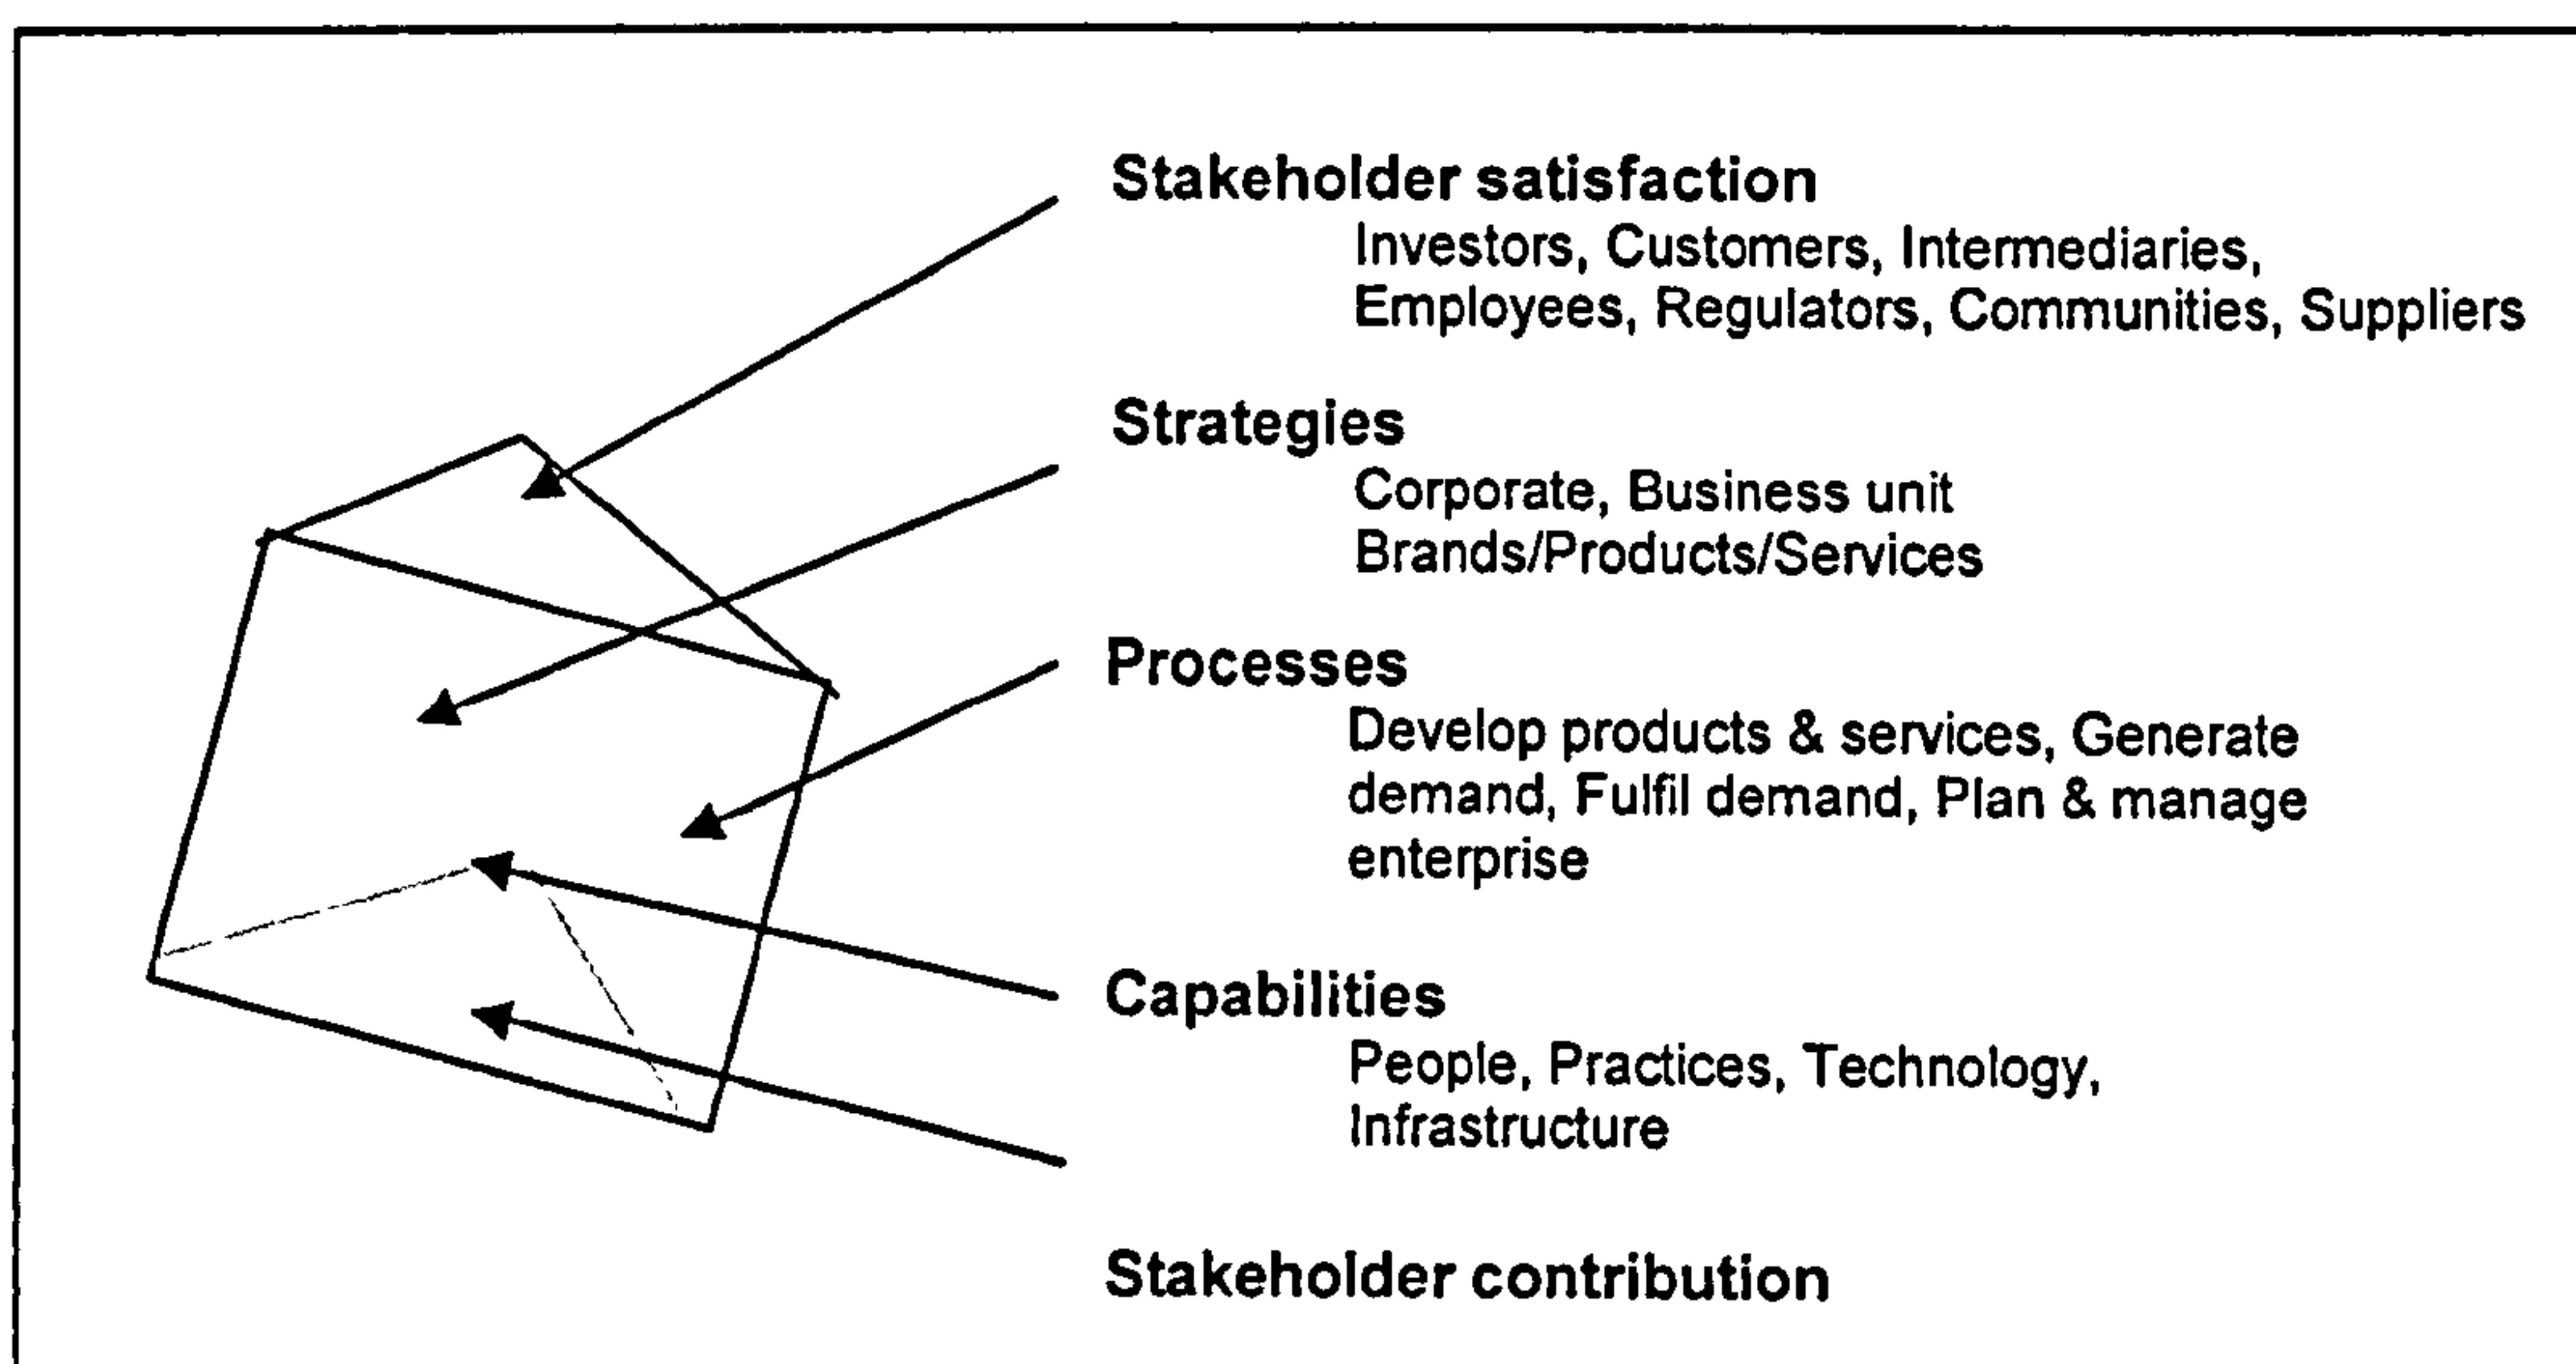 Stakeholder satisfaction
Investors, Customers, Intermediaries,
Employees, Regulators, Communities, Suppliers
Strategies
Corporate, Business unit
Brands/Products/Services
Processes
Develop products & services, Generate
demand, Fulfil demand, Plan & manage
enterprise
Capabilities
People, Practices, Technology,
Infrastructure
Stakeholder contribution